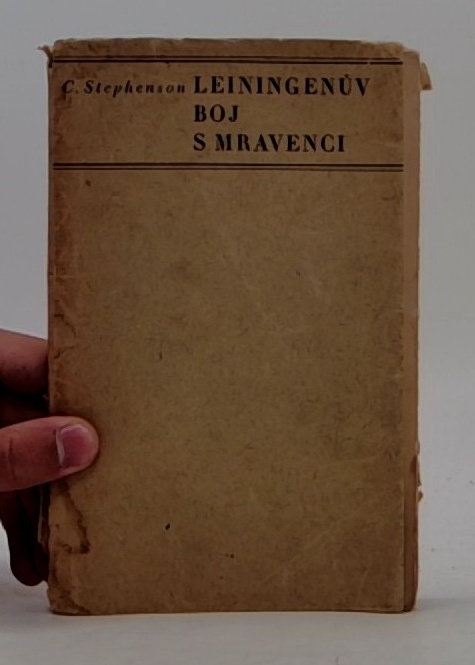 C. Stephenson LEININGENŮV
BOJ
S MRAVENCI